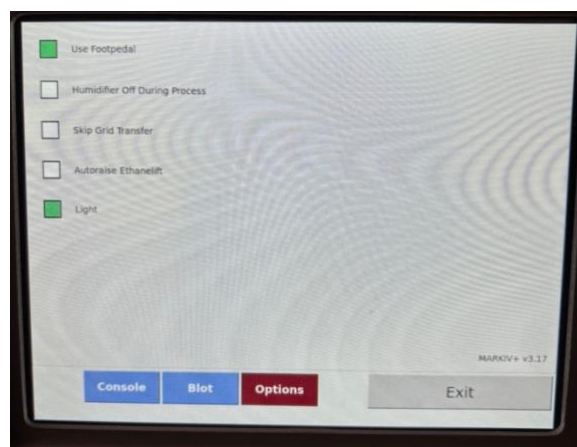 Use Footpedal
Humidifier Off During Process
Skip Grid Transfer
Autoraise Ethanelift
Light
MARKIV+ v3.17
Console Blot Options Exit